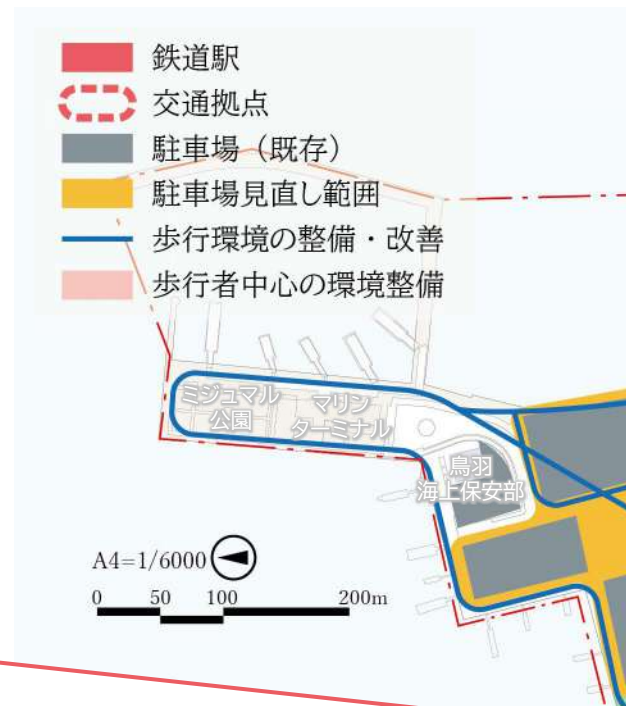 鉄道駅
交通拠点
駐車場（既存）
駐車場見直し範囲
歩行環境の整備・改善
歩行者中心の環境整備
ミジュマル
公園
マリン
ターミナル
鳥羽
海上保安部
A4=1/6000
0 50 100 200m